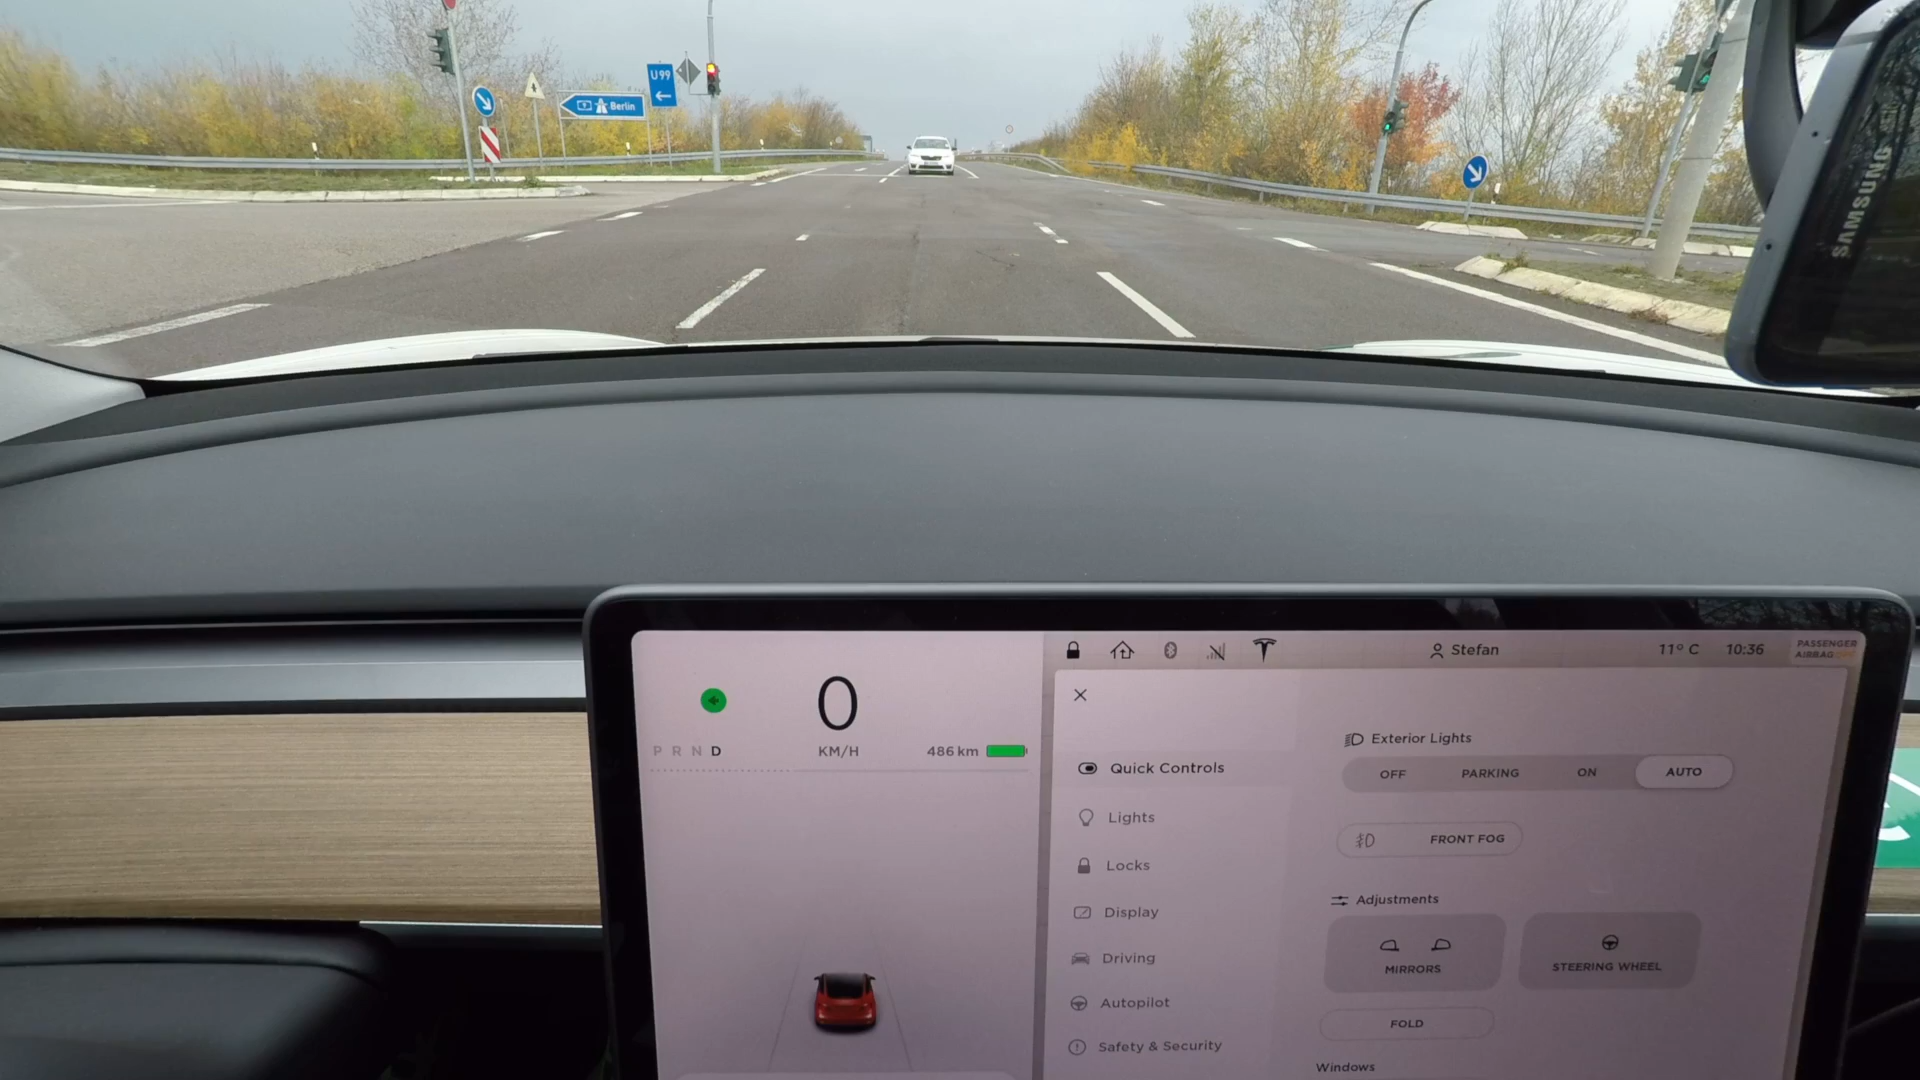 U99
9 Berlin
SAMSUNG
Stefan
11° C
10:36
PASSENGER
AIRBAG
0
KM/H
P R N D
486 km
Quick Controls
Lights
Locks
Display
Driving
Autopilot
Safety & Security
Exterior Lights
OFF
PARKING
ON
AUTO
FRONT FOG
Adjustments
MIRRORS
STEERING WHEEL
FOLD
Windows